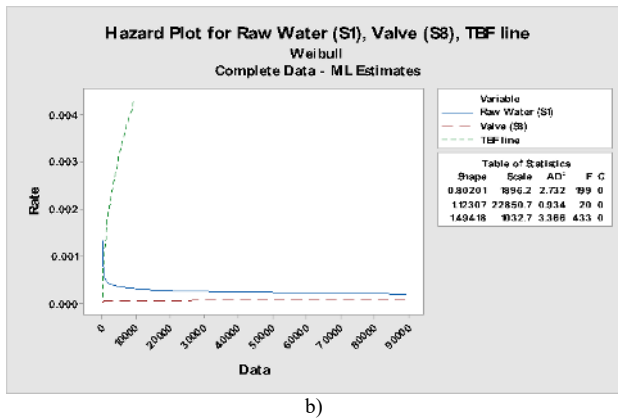 Hazard Plot for Raw Water (S1), Valve (S8), TBF line
Weibull
Complete Data - ML Estimates
Variable
Raw Water (S1)
Valve (S8)
TBF line
Table of Statistics
Shape Scale AD* F C
0.80201 1896.2 2.732 199 0
1.12307 22850.7 0.934 20 0
1.49418 1032.7 3.366 433 0
Rate
0.004
0.003
0.002
0.001
0.000
0 10000 20000 30000 40000 50000 60000 70000 80000 90000
Data
b)